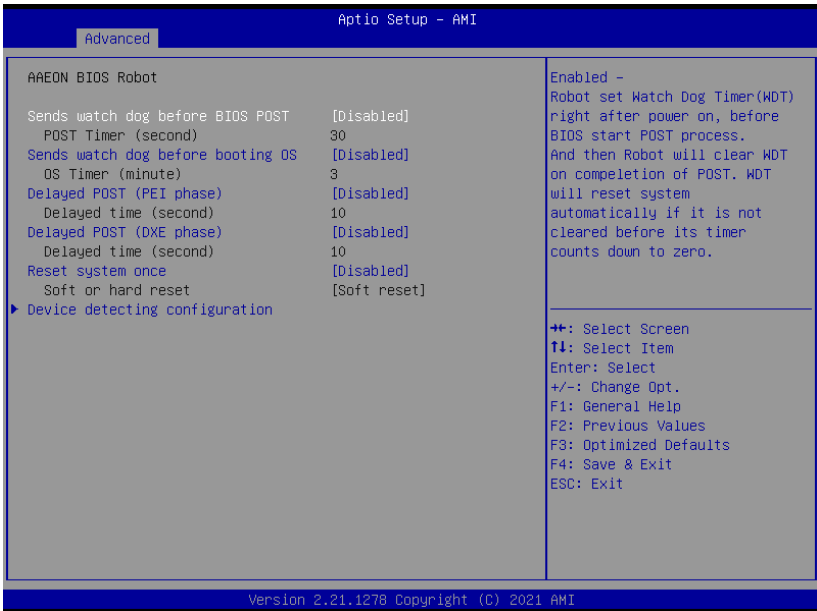 Aptio Setup – AMI
Advanced
AAEON BIOS Robot
Sends watch dog before BIOS POST [Disabled]
POST Timer (second) 30
Sends watch dog before booting OS [Disabled]
OS Timer (minute) 3
Delayed POST (PEI phase) [Disabled]
Delayed time (second) 10
Delayed POST (DXE phase) [Disabled]
Delayed time (second) 10
Reset system once [Disabled]
Soft or hard reset [Soft reset]
Device detecting configuration
Enabled –
Robot set Watch Dog Timer(WDT)
right after power on, before
BIOS start POST process.
And then Robot will clear WDT
on compeletion of POST. WDT
will reset system
automatically if it is not
cleared before its timer
counts down to zero.
→←: Select Screen
↑↓: Select Item
Enter: Select
+/-: Change Opt.
F1: General Help
F2: Previous Values
F3: Optimized Defaults
F4: Save & Exit
ESC: Exit
Version 2.21.1278 Copyright (C) 2021 AMI